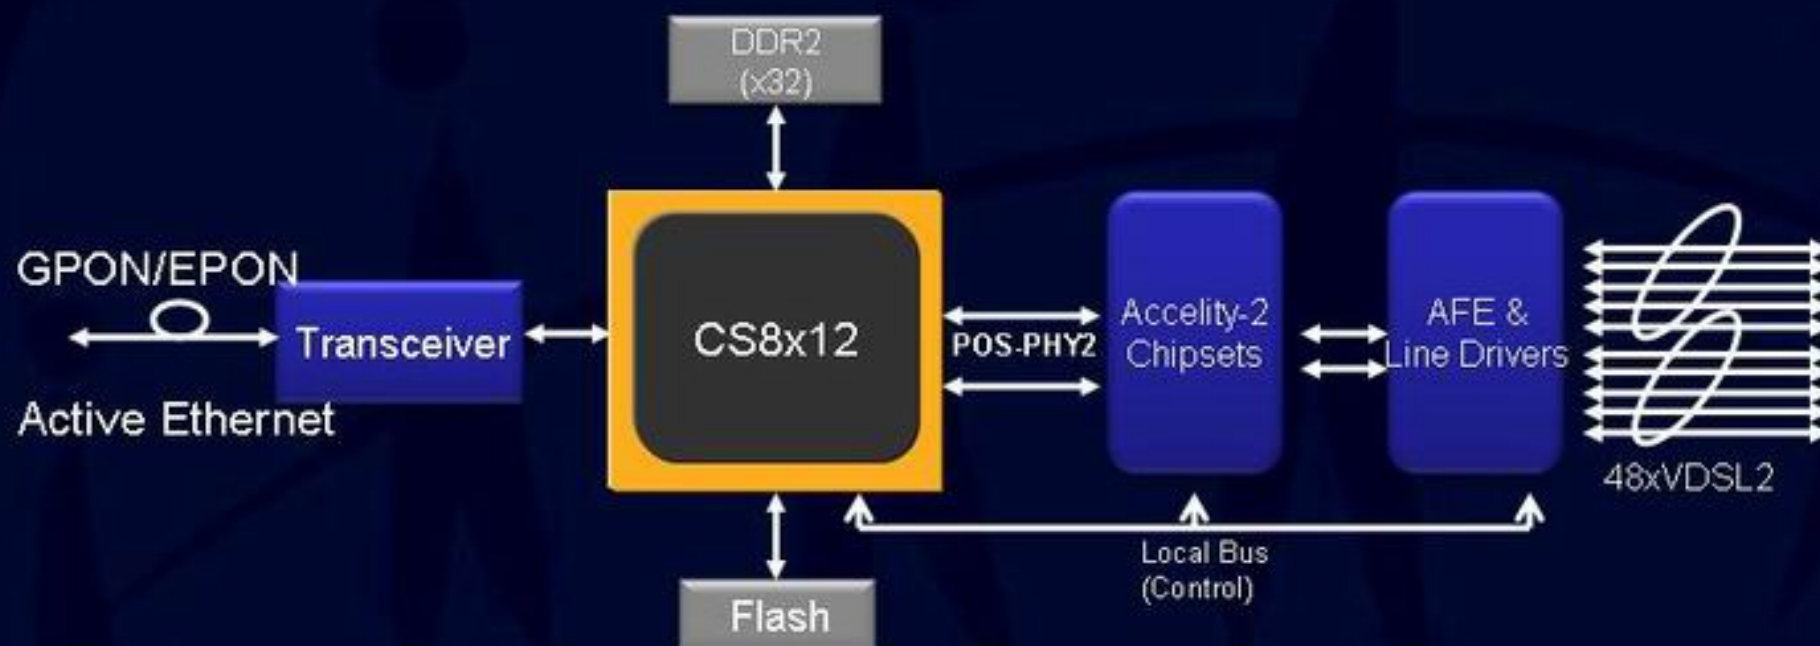 DDR2
(x32)
GPON/EPON
Transceiver
Active Ethernet
CS8x12
POS-PHY2
Accelity-2
Chipsets
AFE &
Line Drivers
48xVDSL2
Local Bus
(Control)
Flash